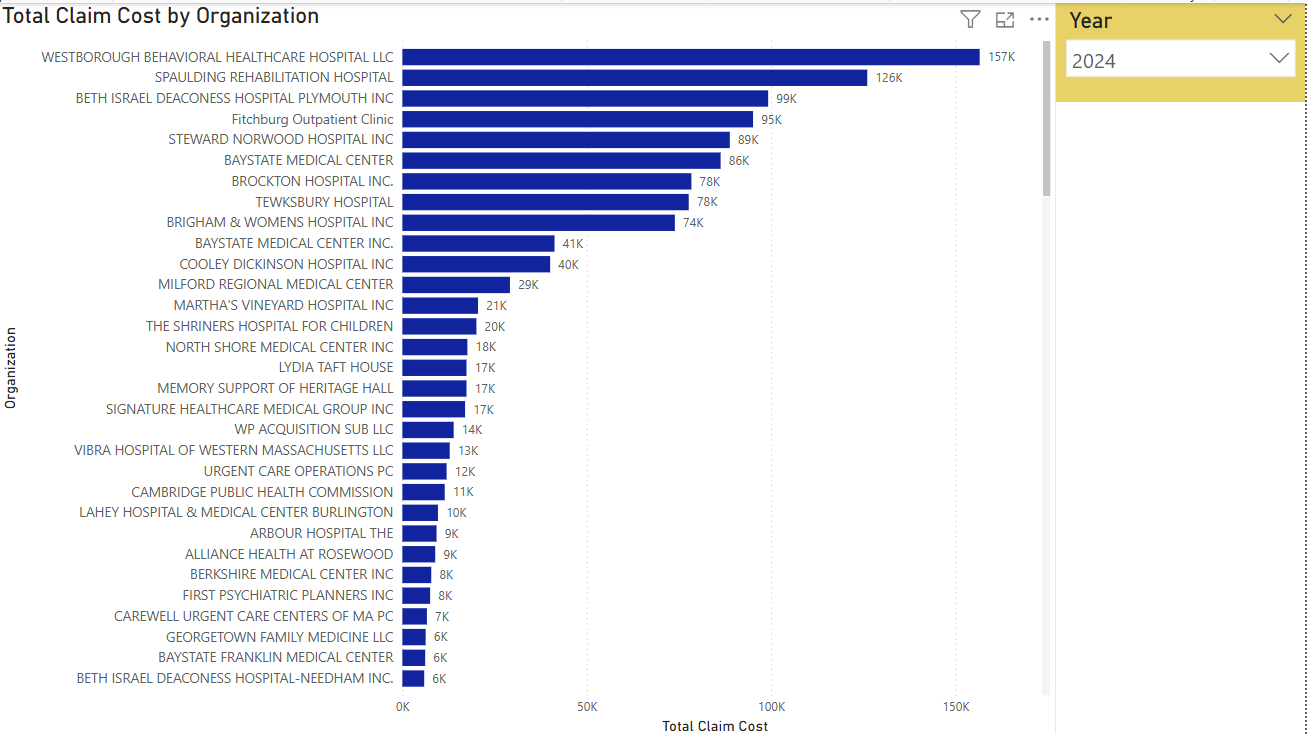 Total Claim Cost by Organization
Year
2024
WESTBOROUGH BEHAVIORAL HEALTHCARE HOSPITAL LLC 157K
SPAULDING REHABILITATION HOSPITAL 126K
BETH ISRAEL DEACONESS HOSPITAL PLYMOUTH INC 99K
Fitchburg Outpatient Clinic 95K
STEWARD NORWOOD HOSPITAL INC 89K
BAYSTATE MEDICAL CENTER 86K
BROCKTON HOSPITAL INC. 78K
TEWKSBURY HOSPITAL 78K
BRIGHAM & WOMENS HOSPITAL INC 74K
BAYSTATE MEDICAL CENTER INC. 41K
COOLEY DICKINSON HOSPITAL INC 40K
MILFORD REGIONAL MEDICAL CENTER 29K
MARTHA'S VINEYARD HOSPITAL INC 21K
THE SHRINERS HOSPITAL FOR CHILDREN 20K
NORTH SHORE MEDICAL CENTER INC 18K
LYDIA TAFT HOUSE 17K
MEMORY SUPPORT OF HERITAGE HALL 17K
SIGNATURE HEALTHCARE MEDICAL GROUP INC 17K
WP ACQUISITION SUB LLC 14K
VIBRA HOSPITAL OF WESTERN MASSACHUSETTS LLC 13K
URGENT CARE OPERATIONS PC 12K
CAMBRIDGE PUBLIC HEALTH COMMISSION 11K
LAHEY HOSPITAL & MEDICAL CENTER BURLINGTON 10K
ARBOUR HOSPITAL THE 9K
ALLIANCE HEALTH AT ROSEWOOD 9K
BERKSHIRE MEDICAL CENTER INC 8K
FIRST PSYCHIATRIC PLANNERS INC 8K
CAREWELL URGENT CARE CENTERS OF MA PC 7K
GEORGETOWN FAMILY MEDICINE LLC 6K
BAYSTATE FRANKLIN MEDICAL CENTER 6K
BETH ISRAEL DEACONESS HOSPITAL-NEEDHAM INC. 6K
Organization
0K 50K 100K 150K
Total Claim Cost